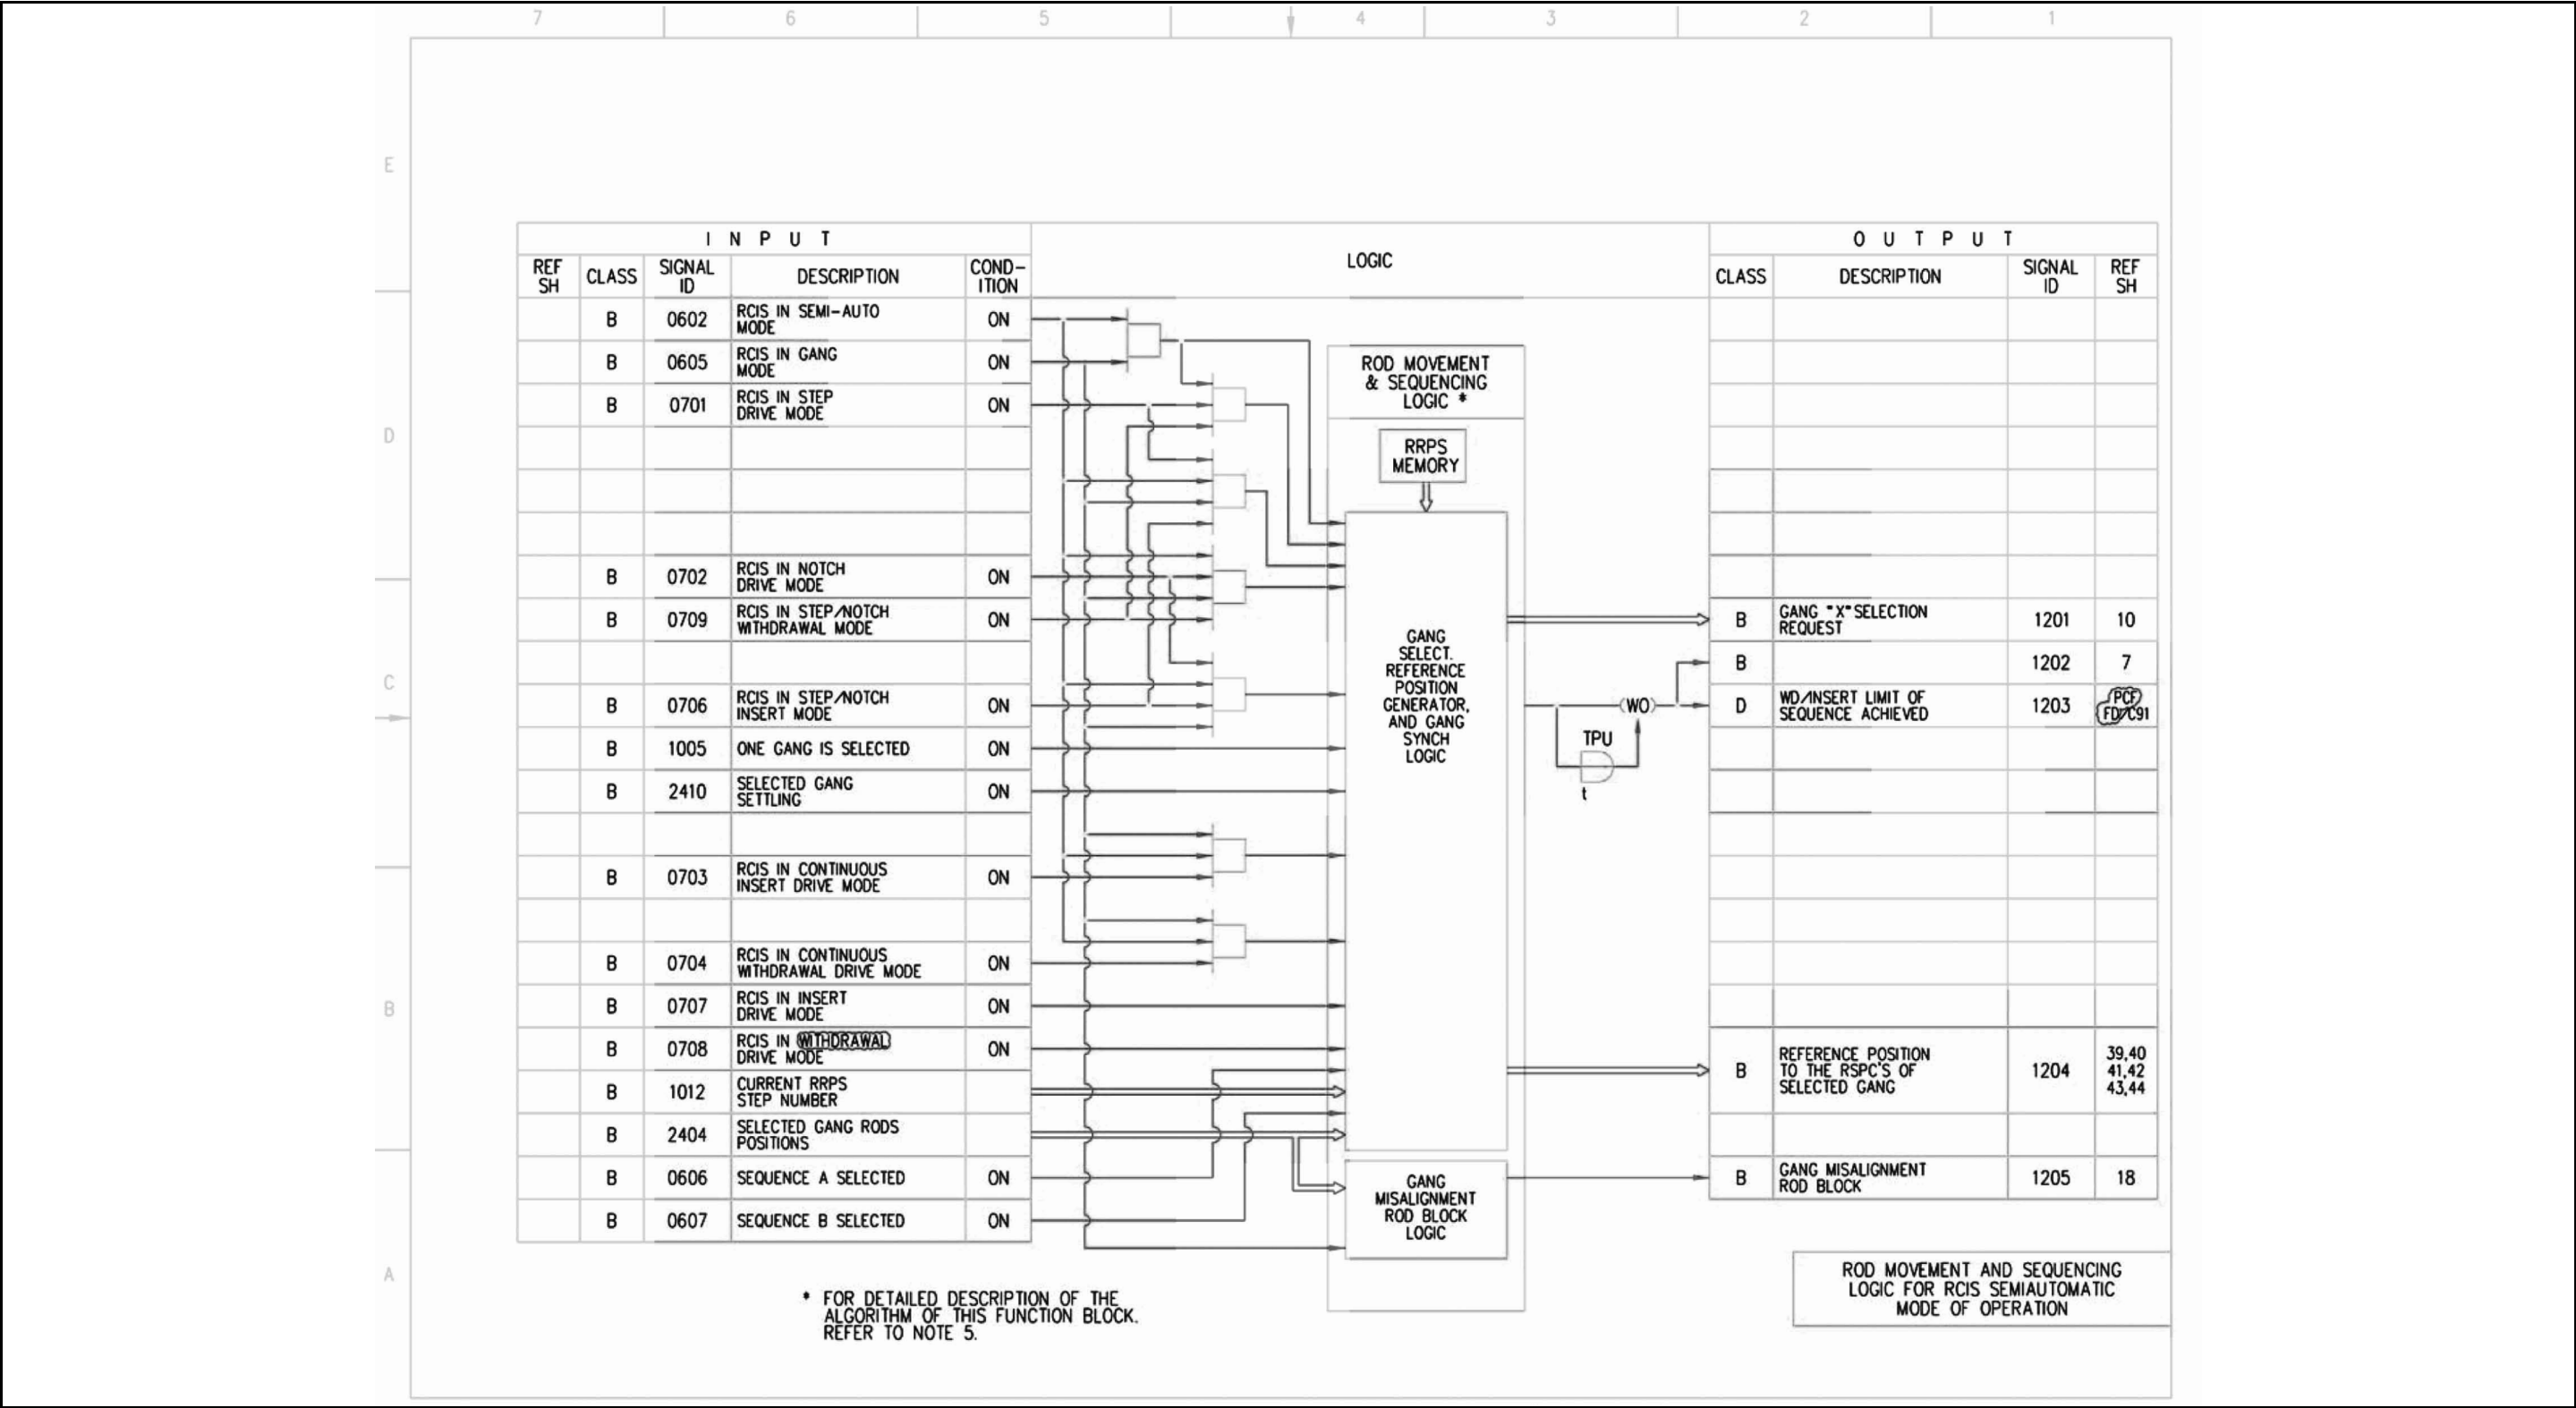 7 6 5 4 3 2 1
E
D
C
B
A
I N P U T
REF SH
CLASS
SIGNAL ID
DESCRIPTION
COND-
ITION
LOGIC
O U T P U T
CLASS
DESCRIPTION
SIGNAL ID
REF SH
B 0602 RCIS IN SEMI-AUTO
MODE ON
B 0605 RCIS IN GANG
MODE ON
B 0701 RCIS IN STEP
DRIVE MODE ON
B 0702 RCIS IN NOTCH
DRIVE MODE ON
B 0709 RCIS IN STEP/NOTCH
WITHDRAWAL MODE ON
B 0706 RCIS IN STEP/NOTCH
INSERT MODE ON
B 1005 ONE GANG IS SELECTED ON
B 2410 SELECTED GANG
SETTLING ON
B 0703 RCIS IN CONTINUOUS
INSERT DRIVE MODE ON
B 0704 RCIS IN CONTINUOUS
WITHDRAWAL DRIVE MODE ON
B 0707 RCIS IN INSERT
DRIVE MODE ON
B 0708 RCIS IN WITHDRAWAL
DRIVE MODE ON
B 1012 CURRENT RRPS
STEP NUMBER
B 2404 SELECTED GANG RODS
POSITIONS
B 0606 SEQUENCE A SELECTED ON
B 0607 SEQUENCE B SELECTED ON
ROD MOVEMENT
& SEQUENCING
LOGIC *
RRPS
MEMORY
GANG
SELECT.
REFERENCE
POSITION
GENERATOR,
AND GANG
SYNCH
LOGIC
GANG
MISALIGNMENT
ROD BLOCK
LOGIC
(WO)
TPU
t
B GANG "X" SELECTION
REQUEST 1201 10
B 1202 7
D WD/INSERT LIMIT OF
SEQUENCE ACHIEVED 1203 PCF
FD/C91
B REFERENCE POSITION
TO THE RSPC'S OF
SELECTED GANG 1204 39,40
41,42
43,44
B GANG MISALIGNMENT
ROD BLOCK 1205 18
* FOR DETAILED DESCRIPTION OF THE
ALGORITHM OF THIS FUNCTION BLOCK.
REFER TO NOTE 5.
ROD MOVEMENT AND SEQUENCING
LOGIC FOR RCIS SEMIAUTOMATIC
MODE OF OPERATION